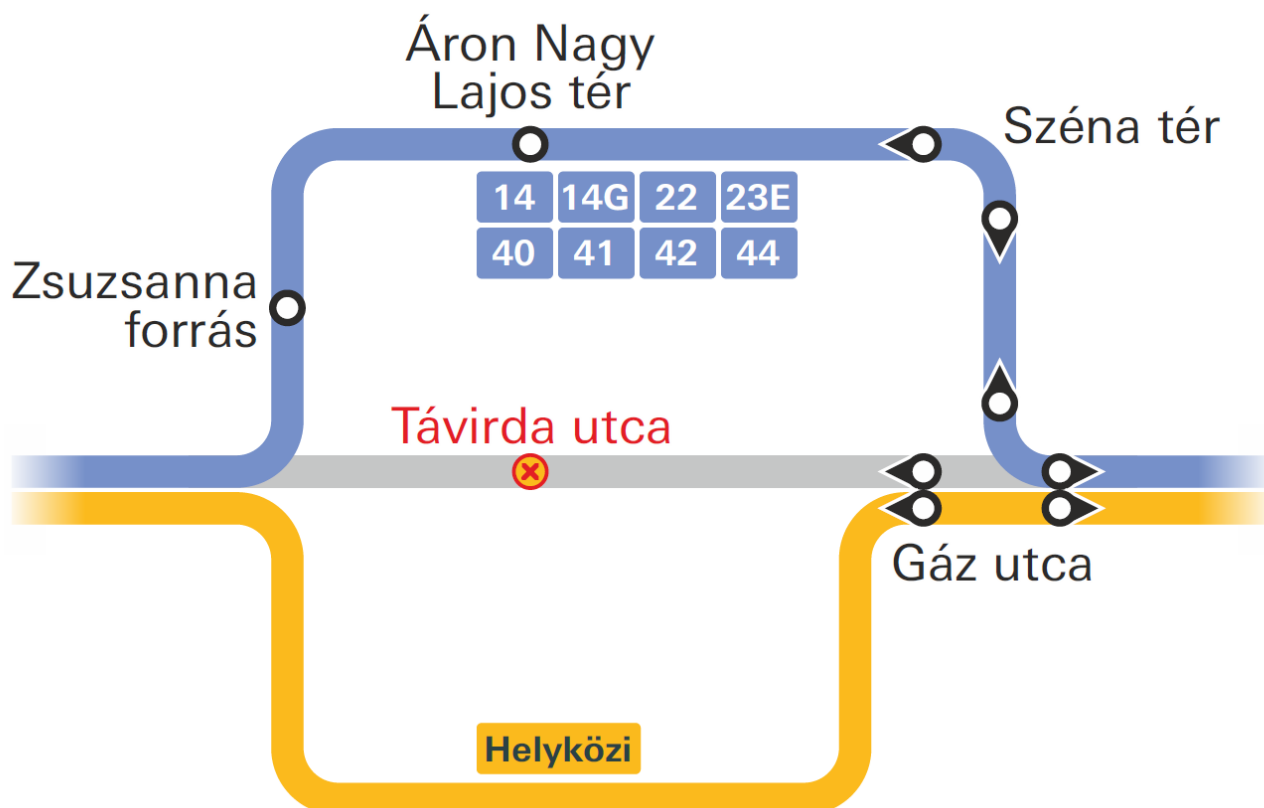 Áron Nagy
Lajos tér
Széna tér
14 14G 22 23E
40 41 42 44
Zsuzsanna
forrás
Távirda utca
Gáz utca
Helyközi